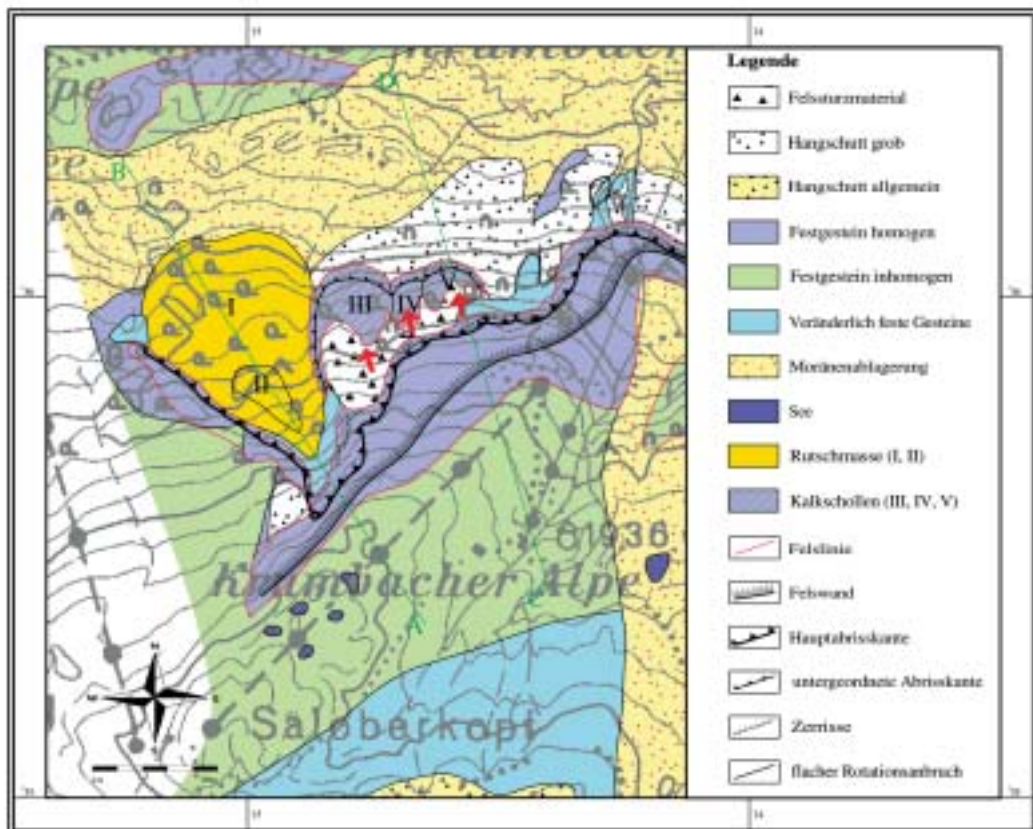 Legende
Felssturzmaterial
Hangschutt grob
Hangschutt allgemein
Festgestein homogen
Festgestein inhomogen
Veränderlich feste Gesteine
Moränenablagerung
See
Rutschmasse (I, II)
Kalkschollen (III, IV, V)
Felslinie
Felswand
Hauptabrisskante
untergeordnete Abrisskante
Zerrisse
flacher Rotationsanbruch
B
I
II
III
IV
1936
Krumbacher Alpe
Saloberkopf